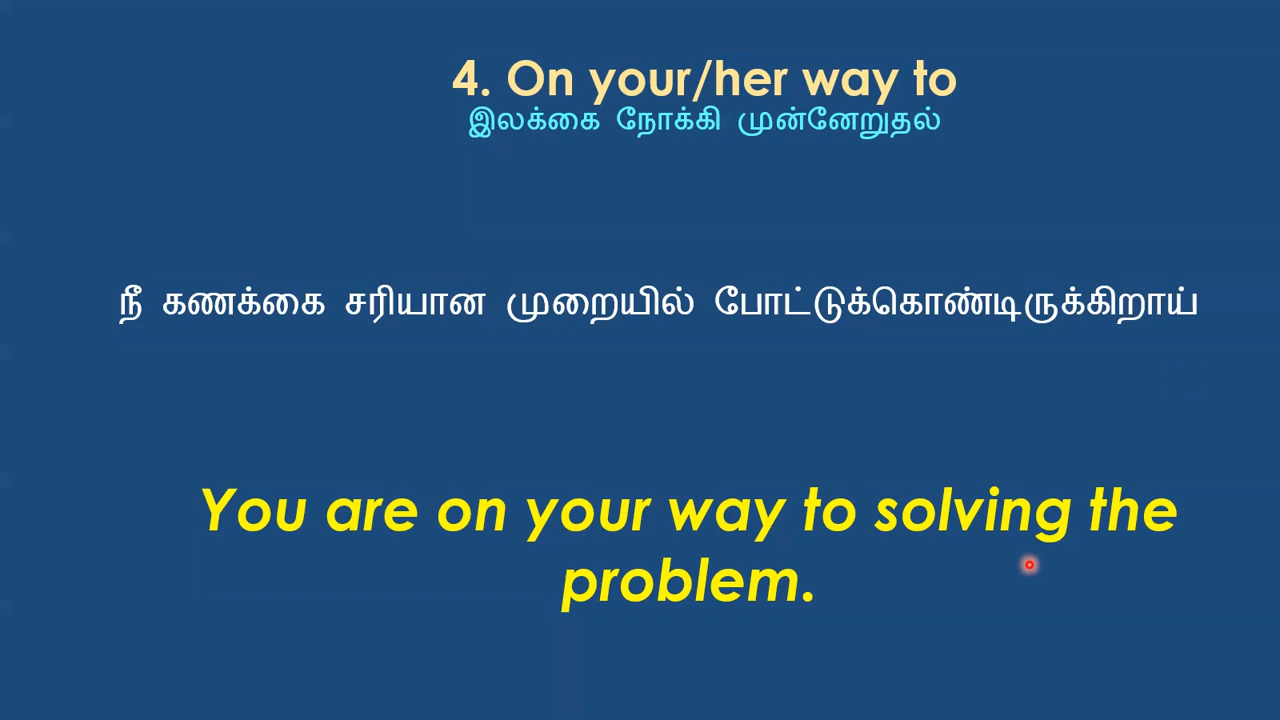 4. On your/her way to
இலக்கை நோக்கி முன்னேறுதல்
நீ கணக்கை சரியான முறையில் போட்டுக்கொண்டிருக்கிறாய்
You are on your way to solving the
problem.